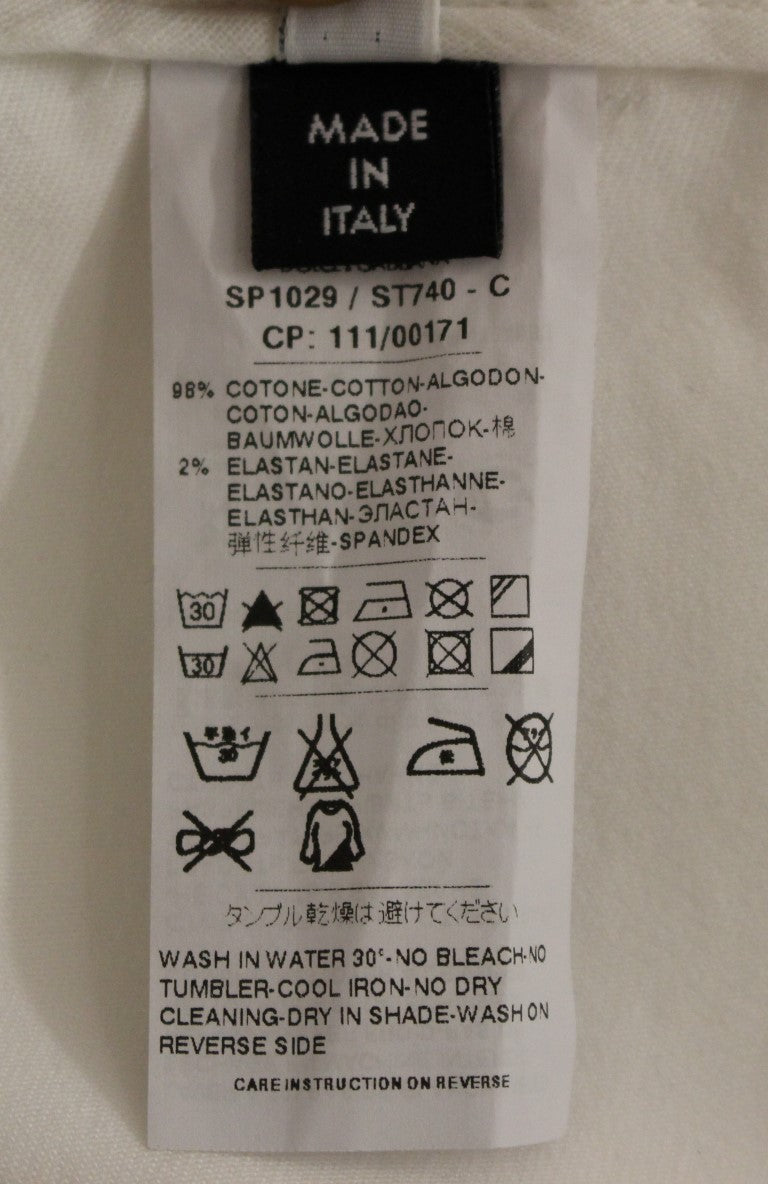 MADE
IN
ITALY
SP1029 / ST740 - C
CP: 111/00171
98% COTONE-COTTON-ALGODON-
COTON-ALGODAO-
BAUMWOLLE-ХЛОПОК-棉
2% ELASTAN-ELASTANE-
ELASTANO-ELASTHANNE-
ELASTHAN-ЭЛАСТАН-
弹性纤维-SPANDEX
30
30
30
タンブル乾燥は避けてください
WASH IN WATER 30°-NO BLEACH-NO
TUMBLER-COOL IRON-NO DRY
CLEANING-DRY IN SHADE-WASH ON
REVERSE SIDE
CARE INSTRUCTION ON REVERSE